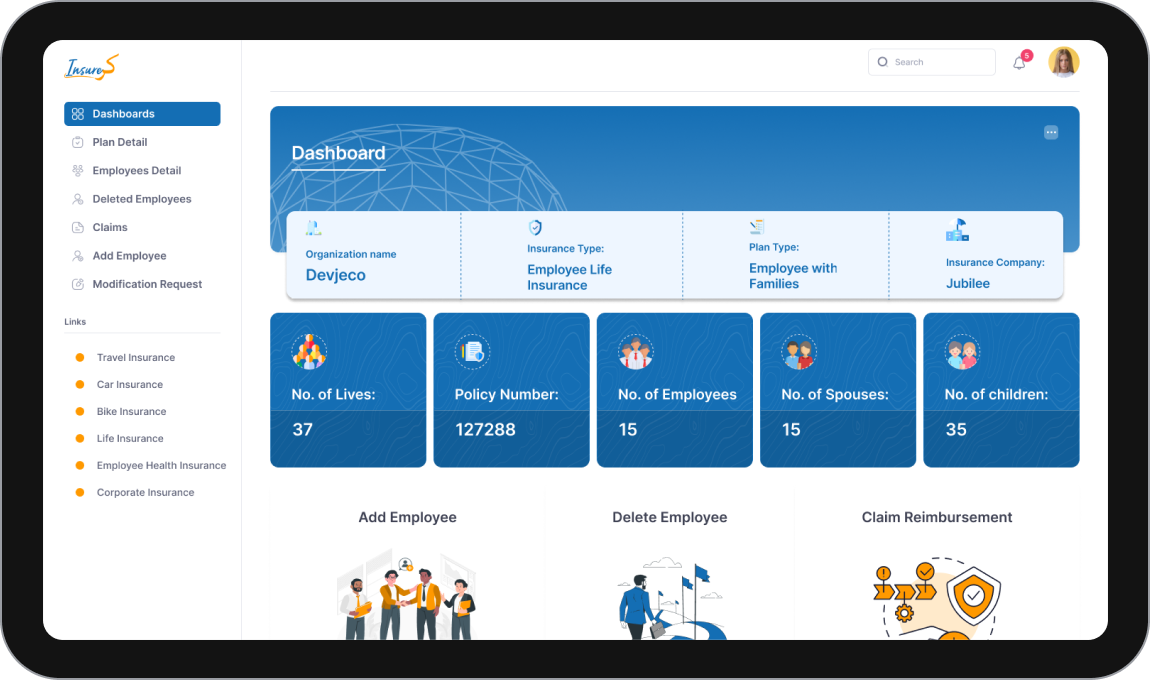 InsureS
Search
5
Dashboards
Plan Detail
Employees Detail
Deleted Employees
Claims
Add Employee
Modification Request
Links
Travel Insurance
Car Insurance
Bike Insurance
Life Insurance
Employee Health Insurance
Corporate Insurance
Dashboard
Organization name
Devjeco
Insurance Type:
Employee Life
Insurance
Plan Type:
Employee with
Families
Insurance Company:
Jubilee
No. of Lives:
37
Policy Number:
127288
No. of Employees
15
No. of Spouses:
15
No. of children:
35
Add Employee
Delete Employee
Claim Reimbursement